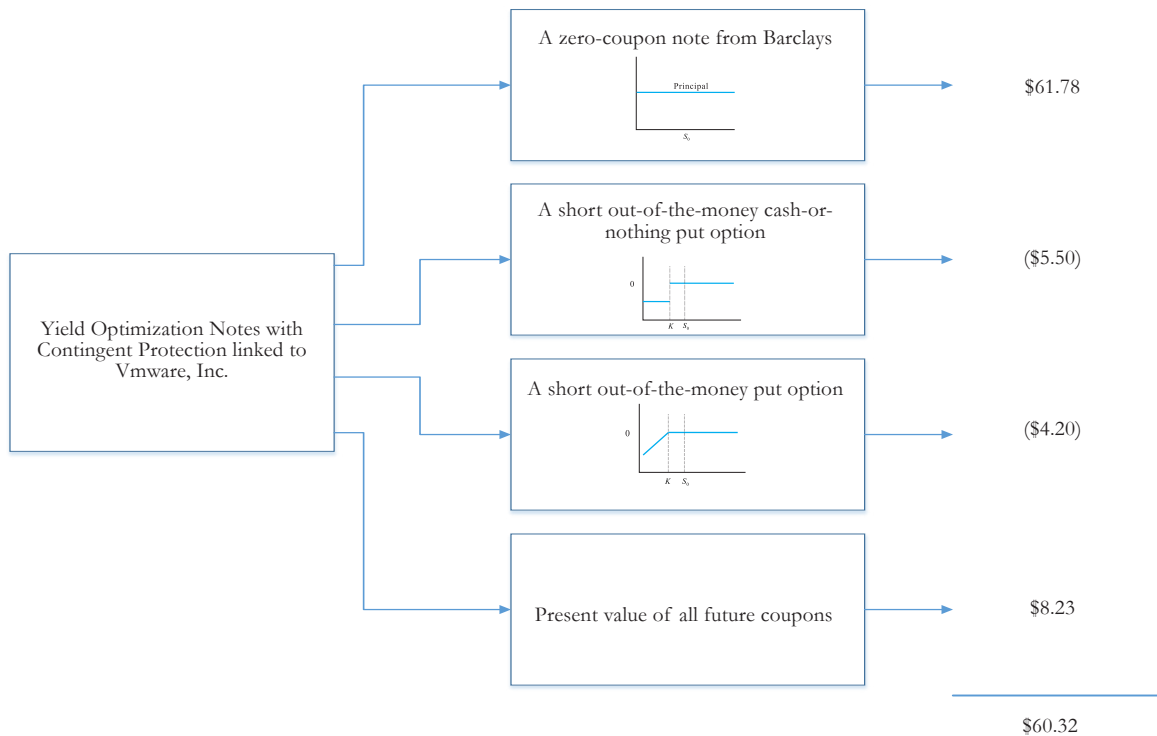 A zero-coupon note from Barclays
Principal
S₀
$61.78
A short out-of-the-money cash-or-
nothing put option
0
K S₀
($5.50)
Yield Optimization Notes with
Contingent Protection linked to
Vmware, Inc.
A short out-of-the-money put option
0
K S₀
($4.20)
Present value of all future coupons
$8.23
$60.32